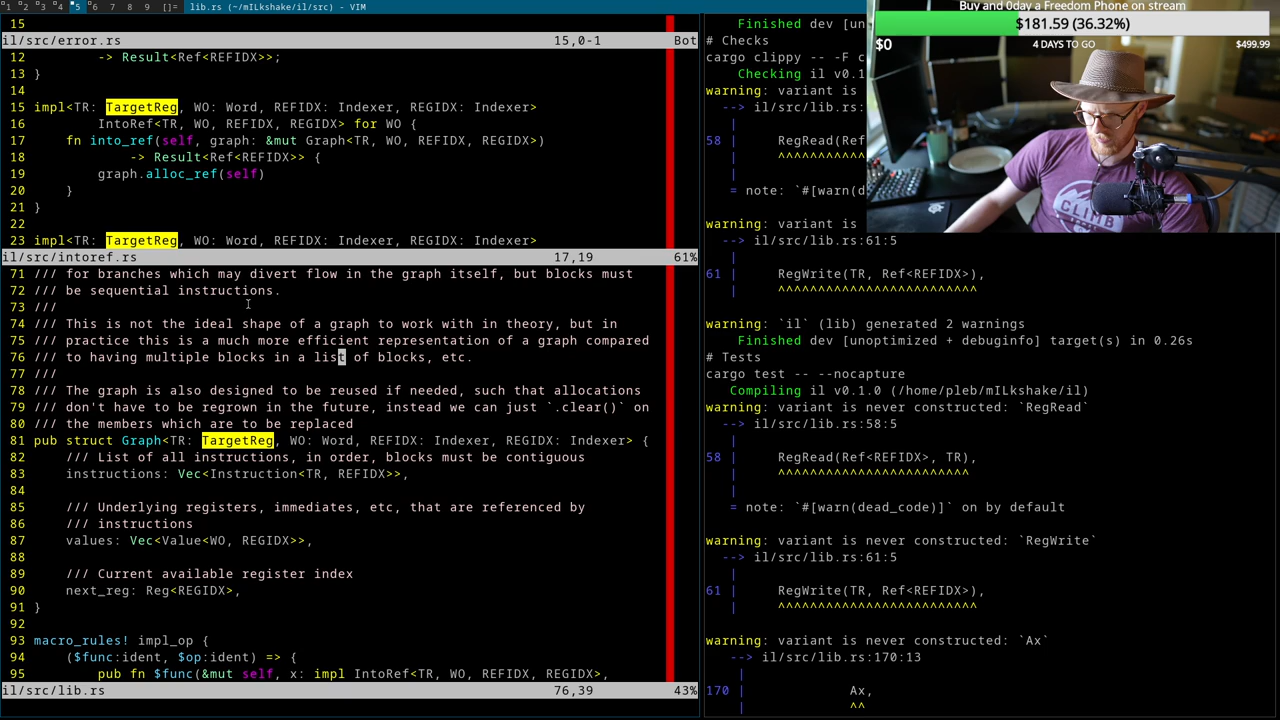 1 2 3 4 5 6 7 8 9 []= lib.rs (~/mILkshake/il/src) - VIM
15
il/src/error.rs 15,0-1 Bot
12 -> Result<Ref<REFIDX>>;
13 }
14
15 impl<TR: TargetReg, WO: Word, REFIDX: Indexer, REGIDX: Indexer>
16 IntoRef<TR, WO, REFIDX, REGIDX> for WO {
17 fn into_ref(self, graph: &mut Graph<TR, WO, REFIDX, REGIDX>)
18 -> Result<Ref<REFIDX>> {
19 graph.alloc_ref(self)
20 }
21 }
22
23 impl<TR: TargetReg, WO: Word, REFIDX: Indexer, REGIDX: Indexer>
il/src/intoref.rs 17,19 61%
71 /// for branches which may divert flow in the graph itself, but blocks must
72 /// be sequential instructions.
73 ///
74 /// This is not the ideal shape of a graph to work with in theory, but in
75 /// practice this is a much more efficient representation of a graph compared
76 /// to having multiple blocks in a list of blocks, etc.
77 ///
78 /// The graph is also designed to be reused if needed, such that allocations
79 /// don't have to be regrown in the future, instead we can just `.clear()` on
80 /// the members which are to be replaced
81 pub struct Graph<TR: TargetReg, WO: Word, REFIDX: Indexer, REGIDX: Indexer> {
82 /// List of all instructions, in order, blocks must be contiguous
83 instructions: Vec<Instruction<TR, REFIDX>>,
84
85 /// Underlying registers, immediates, etc, that are referenced by
86 /// instructions
87 values: Vec<Value<WO, REGIDX>>,
88
89 /// Current available register index
90 next_reg: Reg<REGIDX>,
91 }
92
93 macro_rules! impl_op {
94 ($func:ident, $op:ident) => {
95 pub fn $func(&mut self, x: impl IntoRef<TR, WO, REFIDX, REGIDX>,
il/src/lib.rs 76,39 43%
Finished dev [un
# Checks
cargo clippy -- -F c
Checking il v0.1
warning: variant is
--> il/src/lib.rs:
|
58 | RegRead(Ref
| ^^^^^^^^^^^
|
= note: `#[warn(d
warning: variant is
--> il/src/lib.rs:61:5
|
61 | RegWrite(TR, Ref<REFIDX>),
| ^^^^^^^^^^^^^^^^^^^^^^^^^
warning: `il` (lib) generated 2 warnings
Finished dev [unoptimized + debuginfo] target(s) in 0.26s
# Tests
cargo test -- --nocapture
Compiling il v0.1.0 (/home/pleb/mILkshake/il)
warning: variant is never constructed: `RegRead`
--> il/src/lib.rs:58:5
|
58 | RegRead(Ref<REFIDX>, TR),
| ^^^^^^^^^^^^^^^^^^^^^^^^
|
= note: `#[warn(dead_code)]` on by default
warning: variant is never constructed: `RegWrite`
--> il/src/lib.rs:61:5
|
61 | RegWrite(TR, Ref<REFIDX>),
| ^^^^^^^^^^^^^^^^^^^^^^^^^
warning: variant is never constructed: `Ax`
--> il/src/lib.rs:170:13
|
170 | Ax,
| ^^
Buy and 0day a Freedom Phone on stream
$181.59 (36.32%)
$0 4 DAYS TO GO $499.99
CLIMB